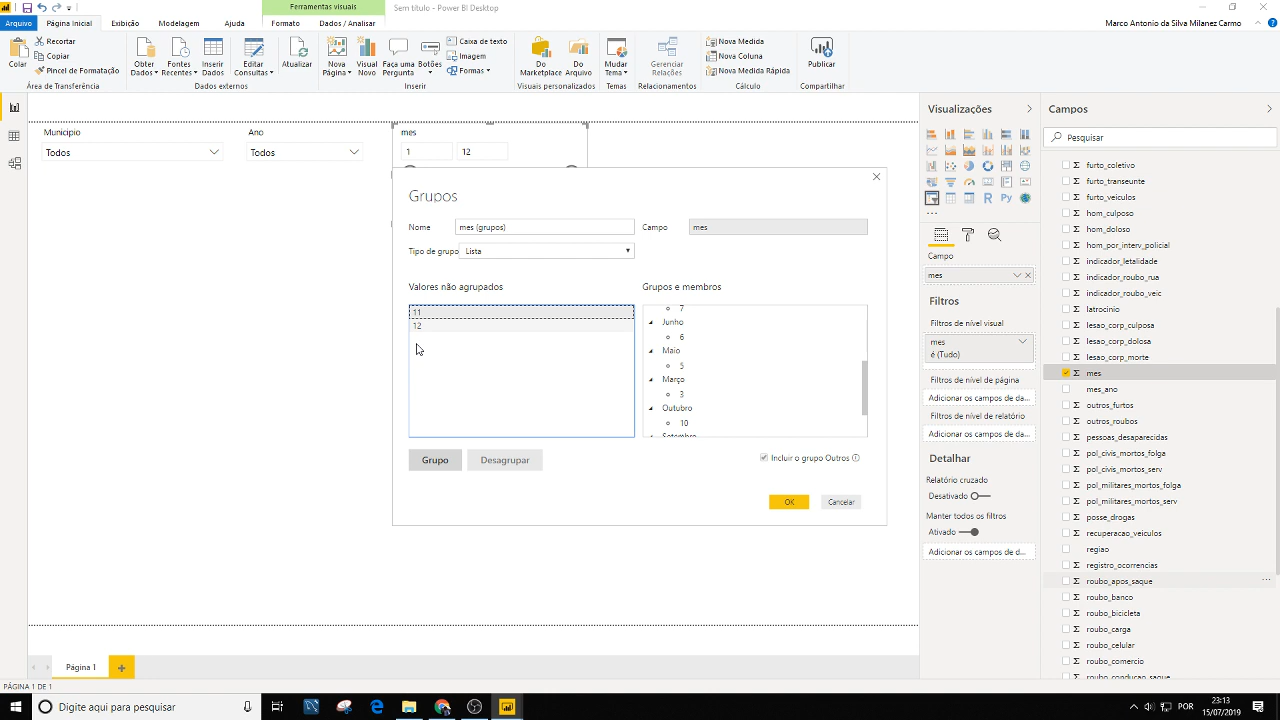 Ferramentas visuais
Sem título - Power BI Desktop
Marco Antonio da Silva Milanez Carmo
Arquivo
Página Inicial
Exibição
Modelagem
Ajuda
Formato
Dados / Analisar
Colar
Recortar
Copiar
Pincel de Formatação
Área de Transferência
Obter Dados
Fontes Recentes
Inserir Dados
Editar Consultas
Atualizar
Dados externos
Nova Página
Visual Novo
Faça uma Pergunta
Botões
Caixa de texto
Imagem
Formas
Inserir
Do Marketplace
Do Arquivo
Visuais personalizados
Mudar Tema
Temas
Gerenciar Relações
Relacionamentos
Nova Medida
Nova Coluna
Nova Medida Rápida
Cálculo
Publicar
Compartilhar
Municipio
Todos
Ano
Todos
mes
1
12
Grupos
Nome
mes (grupos)
Campo
mes
Tipo de grupo
Lista
Valores não agrupados
11
12
Grupos e membros
7
Junho
6
Maio
5
Março
3
Outubro
10
Setembro
Grupo
Desagrupar
Incluir o grupo Outros
OK
Cancelar
Visualizações
R
Py
Campo
mes
Filtros
Filtros de nível visual
mes
é (Tudo)
Filtros de nível de página
Adicionar os campos de da...
Filtros de nível de relatório
Adicionar os campos de da...
Detalhar
Relatório cruzado
Desativado
Manter todos os filtros
Ativado
Adicionar os campos de d...
Campos
Pesquisar
furto_coletivo
furto_transeunte
furto_veiculos
hom_culposo
hom_doloso
hom_por_interv_policial
indicador_letalidade
indicador_roubo_rua
indicador_roubo_veic
latrocinio
lesao_corp_culposa
lesao_corp_dolosa
lesao_corp_morte
mes
mes_ano
outros_furtos
outros_roubos
pessoas_desaparecidas
pol_civis_mortos_folga
pol_civis_mortos_serv
pol_militares_mortos_folga
pol_militares_mortos_serv
posse_drogas
recuperacao_veiculos
regiao
registro_ocorrencias
roubo_apos_saque
roubo_banco
roubo_bicicleta
roubo_carga
roubo_celular
roubo_comercio
roubo_conducao_saque
Página 1
PÁGINA 1 DE 1
Digite aqui para pesquisar
POR
23:13
15/07/2019